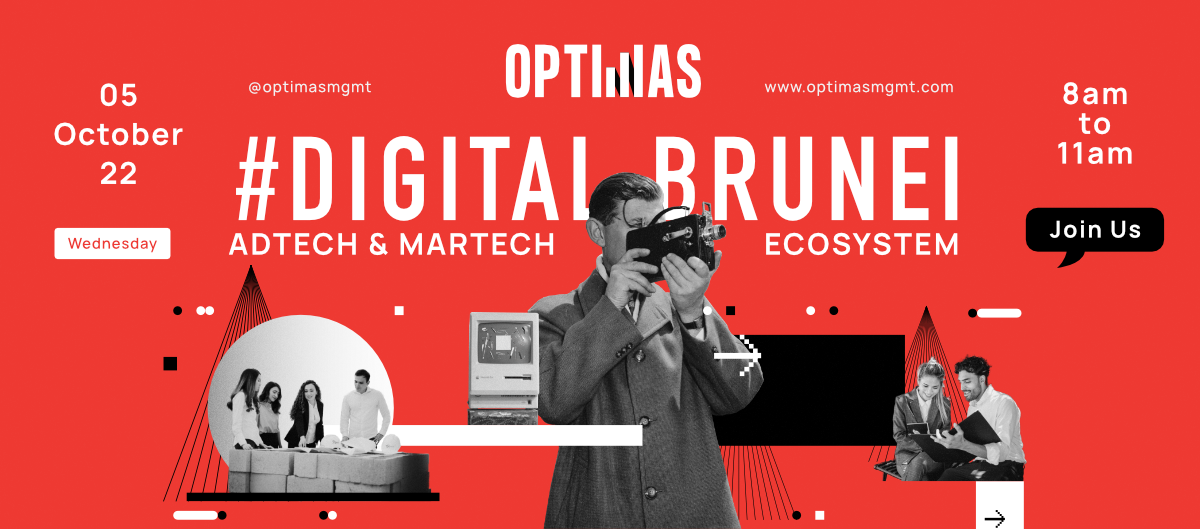 OPTIMAS
@optimasmgmt
www.optimasmgmt.com
05
October
22
Wednesday
#DIGITAL BRUNEI
ADTECH & MARTECH ECOSYSTEM
8am
to
11am
Join Us